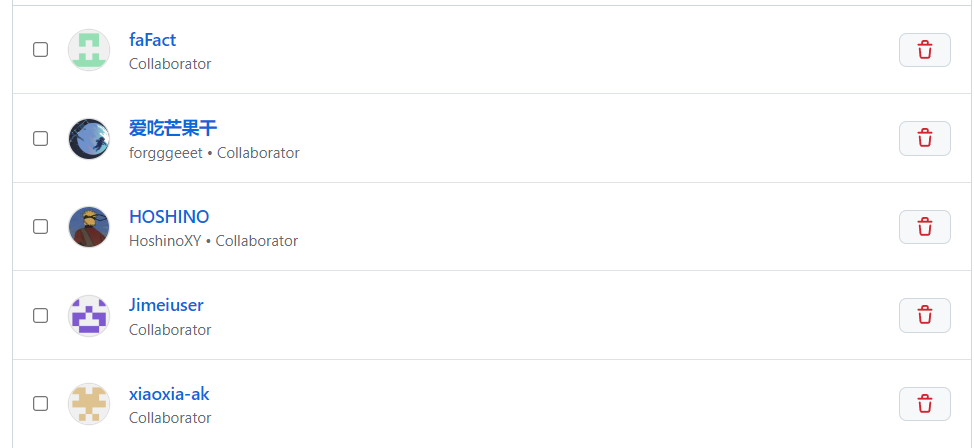 faFact
Collaborator
爱吃芒果干
forgggeeet • Collaborator
HOSHINO
HoshinoXY • Collaborator
Jimeiuser
Collaborator
xiaoxia-ak
Collaborator